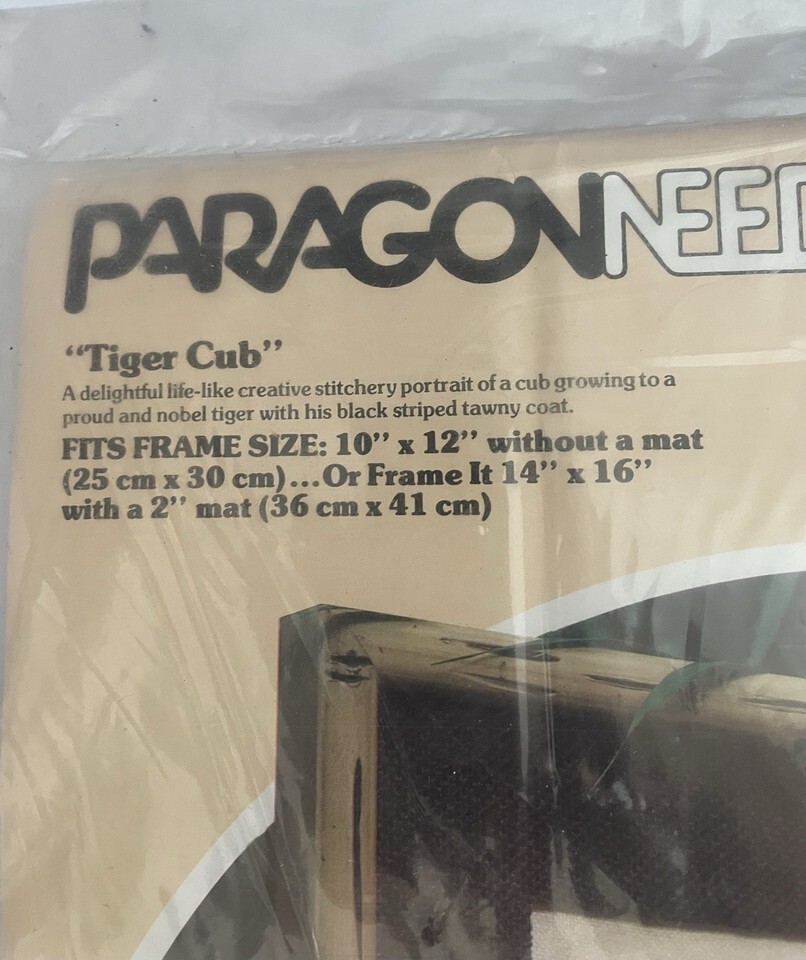 PARAGON NEED
“Tiger Cub”
A delightful life-like creative stitchery portrait of a cub growing to a
proud and nobel tiger with his black striped tawny coat.
FITS FRAME SIZE: 10” x 12” without a mat
(25 cm x 30 cm)...Or Frame It 14” x 16”
with a 2” mat (36 cm x 41 cm)